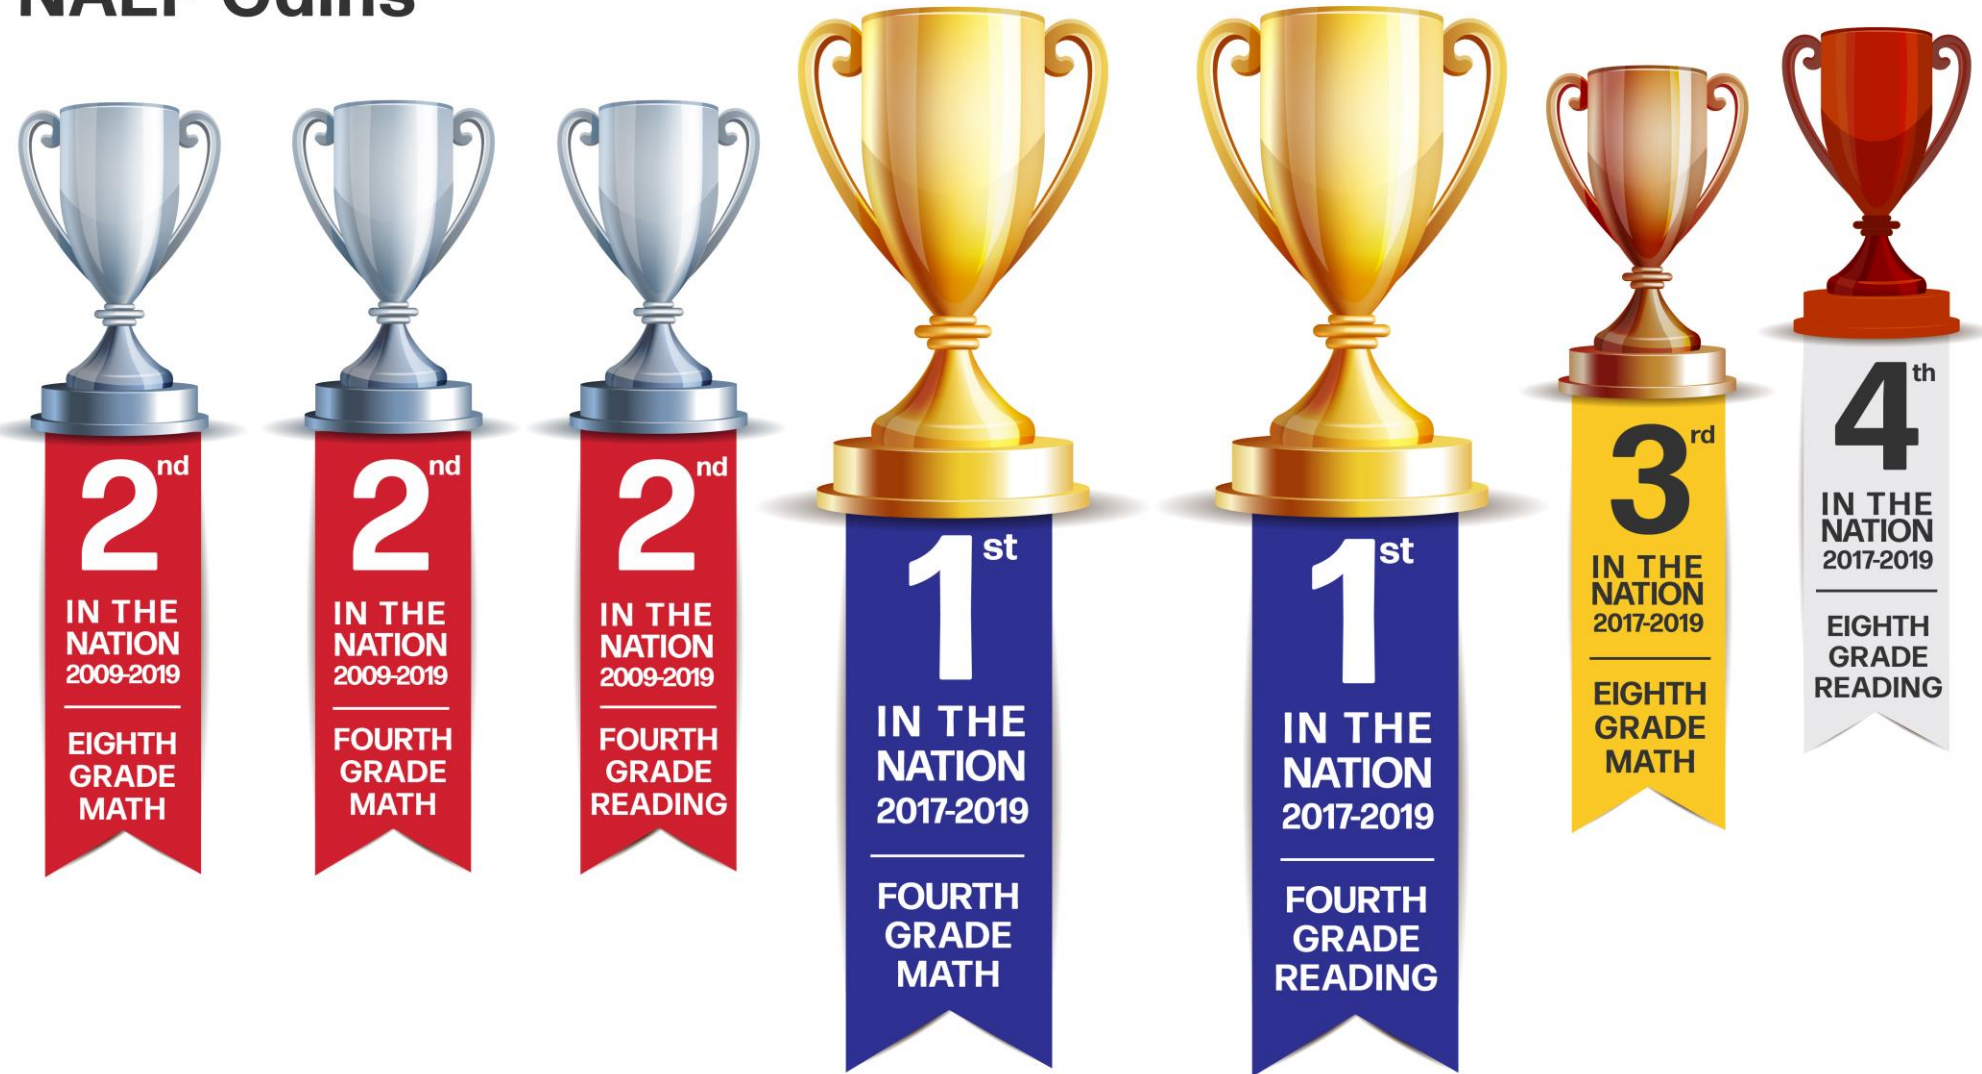 NAEP Gains
2nd
IN THE
NATION
2009-2019
EIGHTH
GRADE
MATH
2nd
IN THE
NATION
2009-2019
FOURTH
GRADE
MATH
2nd
IN THE
NATION
2009-2019
FOURTH
GRADE
READING
1st
IN THE
NATION
2017-2019
FOURTH
GRADE
MATH
1st
IN THE
NATION
2017-2019
FOURTH
GRADE
READING
3rd
IN THE
NATION
2017-2019
EIGHTH
GRADE
MATH
4th
IN THE
NATION
2017-2019
EIGHTH
GRADE
READING